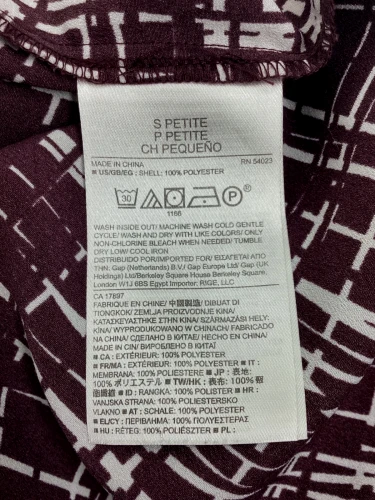 S PETITE
P PETITE
CH PEQUEÑO
MADE IN CHINA RN 54023
■ US/GB/EG : SHELL: 100% POLYESTER
30
1166
P
WASH INSIDE OUT/ MACHINE WASH COLD GENTLE
CYCLE/ WASH AND DRY WITH LIKE COLORS/ ONLY
NON-CHLORINE BLEACH WHEN NEEDED/ TUMBLE
DRY LOW/ COOL IRON
DISTRIBUIDO POR/IMPORTED FOR/ ΕΙΣΑΓΕΤΑΙ ΑΠΟ
ΤΗΝ: Gap (Netherlands) B.V./ Gap Europe Ltd/ Gap (UK
Holdings) Ltd/Berkeley Square House Berkeley Square,
London W1J 6BS Egypt Importer: RIGE, LLC
CA 17897
FABRIQUÉ EN CHINE/ 中國製造/ DIBUAT DI
TIONGKOK/ ZEMLJA PROIZVODNJE KINA/
ΚΑΤΑΣΚΕΥΑΣΤΗΚΕ ΣΤΗΝ ΚΙΝΑ/ SZÁRMAZÁSI HELY:
KÍNA/ WYPRODUKOWANO W CHINACH/ FABRICADO
NA CHINA/ СДЕЛАНО В КИТАЕ/ HECHO EN CHINA
MADE IN CIN/ ВИРОБЛЕНО В КИТАЇ
■ CA : EXTÉRIEUR: 100% POLYESTER
■ FR/MA : EXTÉRIEUR: 100% POLYESTER ■ IT :
MEMBRANA: 100% POLIESTERE ■ JP : 表地:
100% ポリエステル ■ TW/HK : 表布: 100% 聚
■ ID : RANGKA: 100% POLIESTER ■ HR :
VANJSKA STRANA: 100% POLIESTERSKO
VLAKNO ■ AT : SCHALE: 100% POLYESTER
■ ΕΛ/CY : ΠΕΡΙΒΛΗΜΑ: 100% ΠΟΛΥΕΣΤΕΡΑΣ
■ HU : RÉTEG: 100% POLIÉSZTER ■ PL :